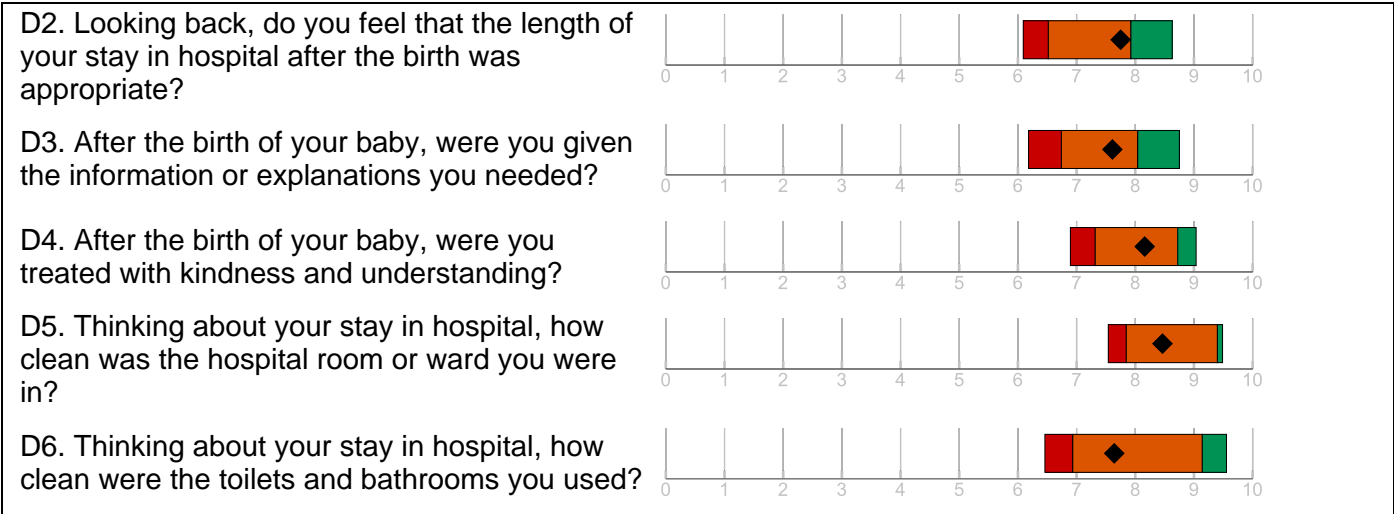 D2. Looking back, do you feel that the length of
your stay in hospital after the birth was
appropriate?
0 1 2 3 4 5 6 7 8 9 10
D3. After the birth of your baby, were you given
the information or explanations you needed?
0 1 2 3 4 5 6 7 8 9 10
D4. After the birth of your baby, were you
treated with kindness and understanding?
0 1 2 3 4 5 6 7 8 9 10
D5. Thinking about your stay in hospital, how
clean was the hospital room or ward you were
in?
0 1 2 3 4 5 6 7 8 9 10
D6. Thinking about your stay in hospital, how
clean were the toilets and bathrooms you used?
0 1 2 3 4 5 6 7 8 9 10